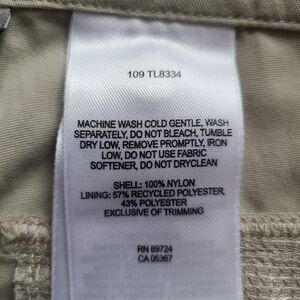 109 TL8334
MACHINE WASH COLD GENTLE, WASH
SEPARATELY, DO NOT BLEACH, TUMBLE
DRY LOW, REMOVE PROMPTLY, IRON
LOW, DO NOT USE FABRIC
SOFTENER, DO NOT DRYCLEAN
SHELL: 100% NYLON
LINING: 57% RECYCLED POLYESTER,
43% POLYESTER
EXCLUSIVE OF TRIMMING
RN 69724
CA 05367